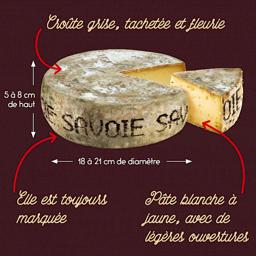 Croûte grise, tachetée et fleurie
5 à 8 cm
de haut
SAVOIE SAV
18 à 21 cm de diamètre
Elle est toujours
marquée
Pâte blanche à
jaune, avec de
légères ouvertures